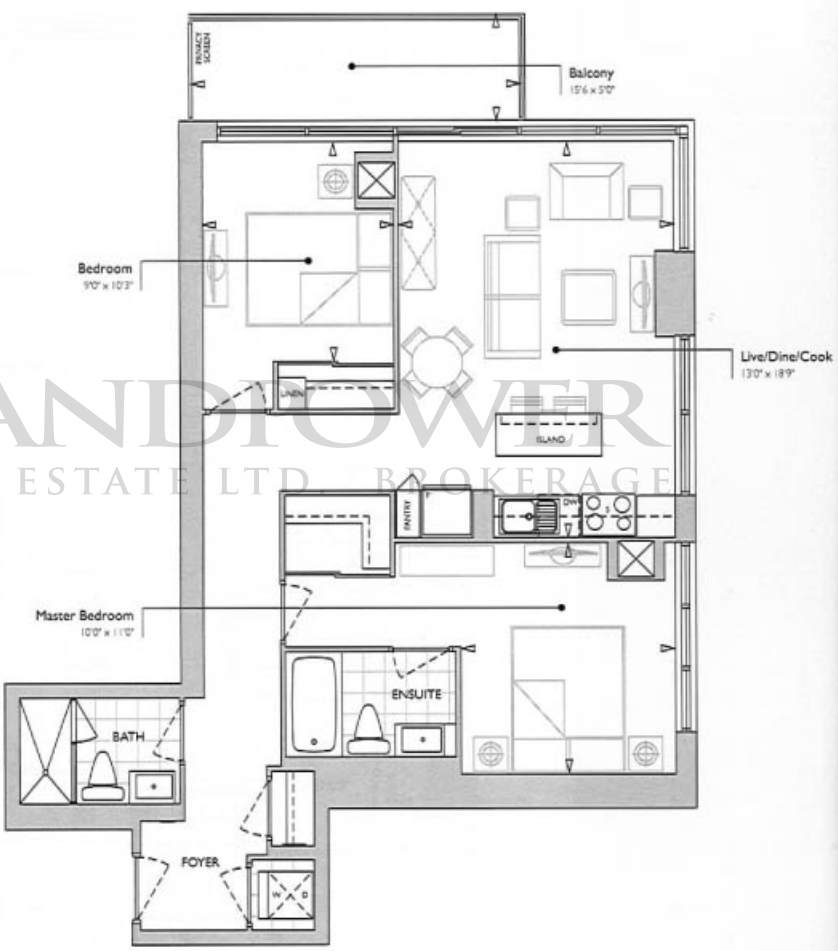 PRIVACY
SCREEN
Balcony
15'6 x 5'0"
Bedroom
9'0" x 10'3"
Live/Dine/Cook
13'0" x 18'9"
LINEN
ANDPOWER
ISLAND
ESTATE LTD BROKERAGE
PANTRY
F
DW
S
Master Bedroom
10'0" x 11'0"
ENSUITE
BATH
FOYER
W D